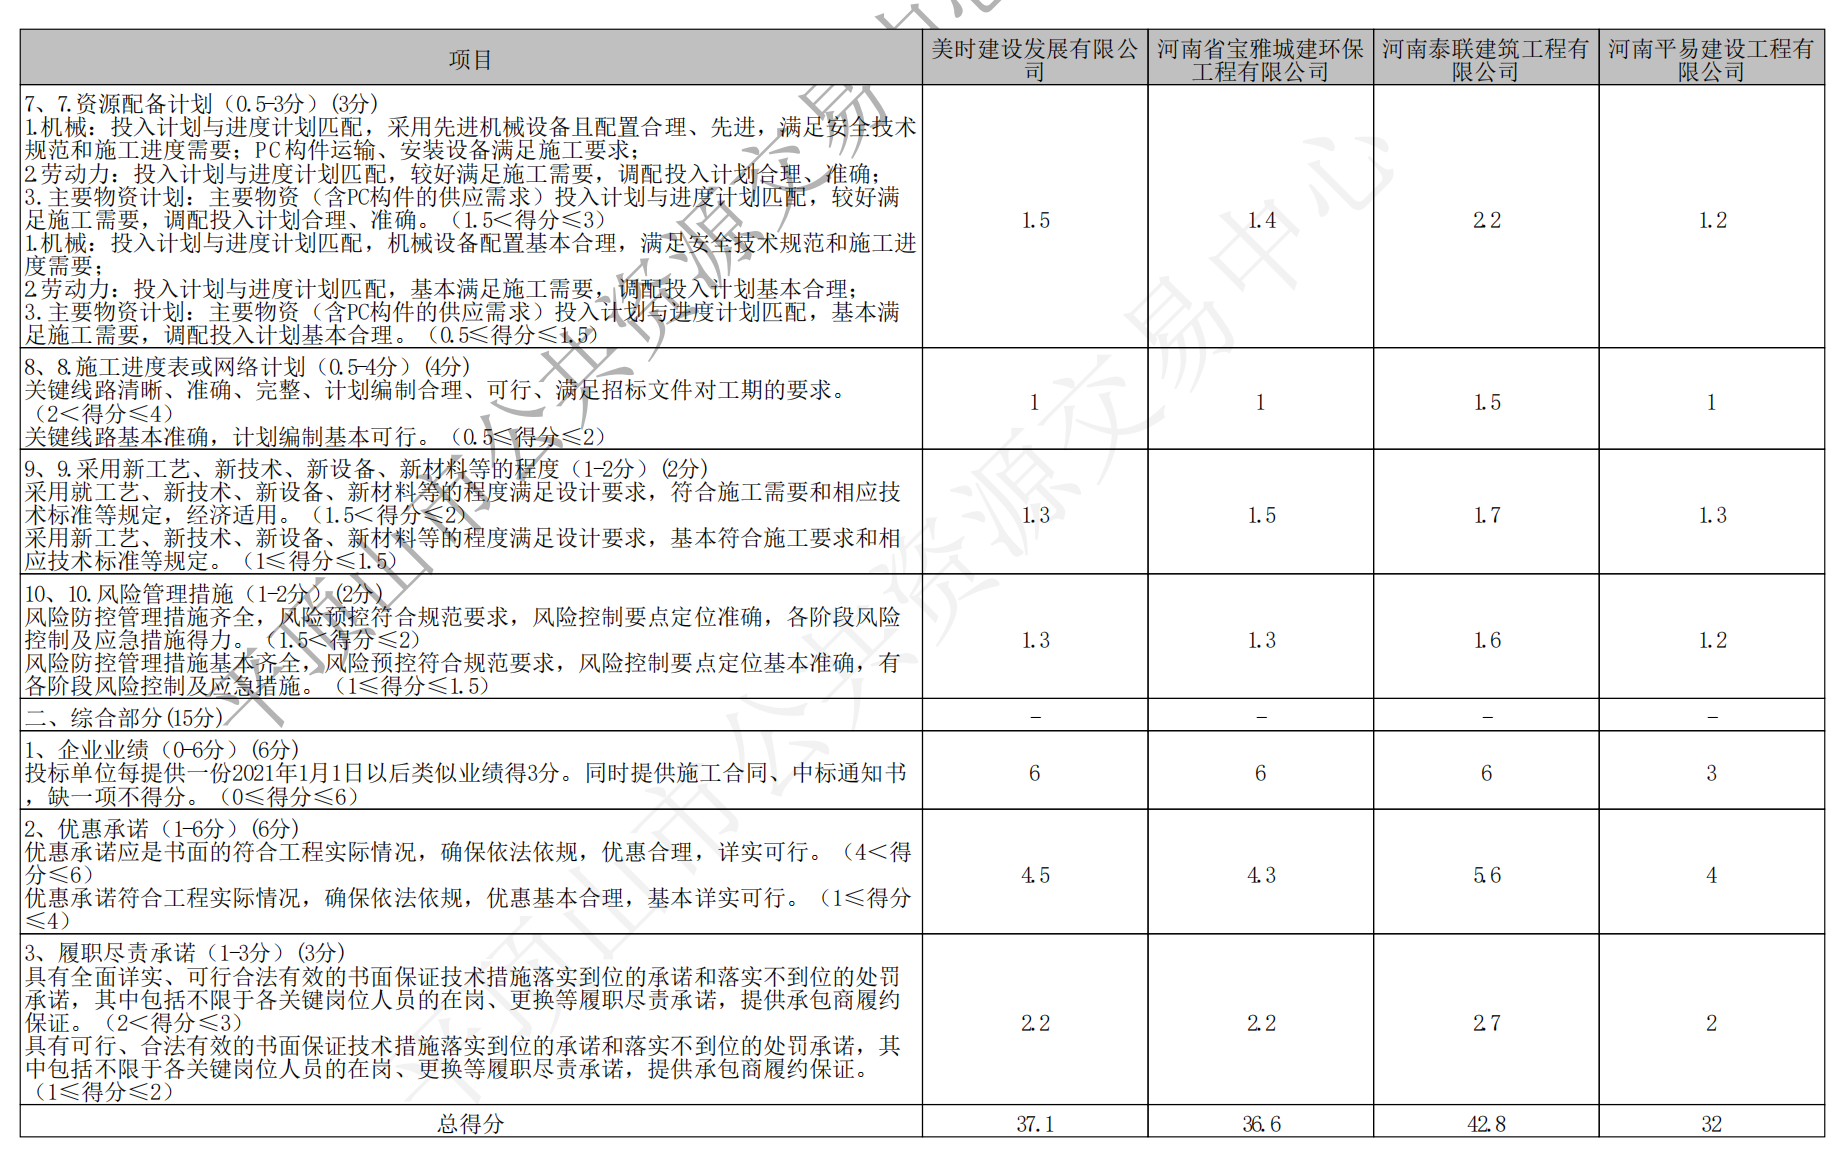 项目
美时建设发展有限公
司
河南省宝雅城建环保
工程有限公司
河南泰联建筑工程有
限公司
河南平易建设工程有
限公司
7、7.资源配备计划（0.5-3分）(3分)
1.机械：投入计划与进度计划匹配，采用先进机械设备且配置合理、先进，满足安全技术
规范和施工进度需要；PC构件运输、安装设备满足施工要求；
2.劳动力：投入计划与进度计划匹配，较好满足施工需要，调配投入计划合理、准确；
3.主要物资计划：主要物资（含PC构件的供应需求）投入计划与进度计划匹配，较好满
足施工需要，调配投入计划合理、准确。（1.5＜得分≤3）
1.机械：投入计划与进度计划匹配，机械设备配置基本合理，满足安全技术规范和施工进
度需要；
2.劳动力：投入计划与进度计划匹配，基本满足施工需要，调配投入计划基本合理；
3.主要物资计划：主要物资（含PC构件的供应需求）投入计划与进度计划匹配，基本满
足施工需要，调配投入计划基本合理。（0.5≤得分≤1.5）
1.5
1.4
2.2
1.2
8、8.施工进度表或网络计划（0.5-4分）(4分)
关键线路清晰、准确、完整、计划编制合理、可行、满足招标文件对工期的要求。
（2＜得分≤4）
关键线路基本准确，计划编制基本可行。（0.5≤得分≤2）
1
1
1.5
1
9、9.采用新工艺、新技术、新设备、新材料等的程度（1-2分）(2分)
采用就工艺、新技术、新设备、新材料等的程度满足设计要求，符合施工需要和相应技
术标准等规定，经济适用。（1.5＜得分≤2）
采用新工艺、新技术、新设备、新材料等的程度满足设计要求，基本符合施工要求和相
应技术标准等规定。（1≤得分≤1.5）
1.3
1.5
1.7
1.3
10、10.风险管理措施（1-2分）(2分)
风险防控管理措施齐全，风险预控符合规范要求，风险控制要点定位准确，各阶段风险
控制及应急措施得力。（1.5＜得分≤2）
风险防控管理措施基本齐全，风险预控符合规范要求，风险控制要点定位基本准确，有
各阶段风险控制及应急措施。（1≤得分≤1.5）
1.3
1.3
1.6
1.2
二、综合部分(15分)
-
-
-
-
1、企业业绩（0-6分）(6分)
投标单位每提供一份2021年1月1日以后类似业绩得3分。同时提供施工合同、中标通知书
，缺一项不得分。（0≤得分≤6）
6
6
6
3
2、优惠承诺（1-6分）(6分)
优惠承诺应是书面的符合工程实际情况，确保依法依规，优惠合理，详实可行。（4＜得
分≤6）
优惠承诺符合工程实际情况，确保依法依规，优惠基本合理，基本详实可行。（1≤得分
≤4）
4.5
4.3
5.6
4
3、履职尽责承诺（1-3分）(3分)
具有全面详实、可行合法有效的书面保证技术措施落实到位的承诺和落实不到位的处罚
承诺，其中包括不限于各关键岗位人员的在岗、更换等履职尽责承诺，提供承包商履约
保证。（2＜得分≤3）
具有可行、合法有效的书面保证技术措施落实到位的承诺和落实不到位的处罚承诺，其
中包括不限于各关键岗位人员的在岗、更换等履职尽责承诺，提供承包商履约保证。
（1≤得分≤2）
2.2
2.2
2.7
2
总得分
37.1
36.6
42.8
32
平顶山市公共资源交易中心
平顶山市公共资源交易中心